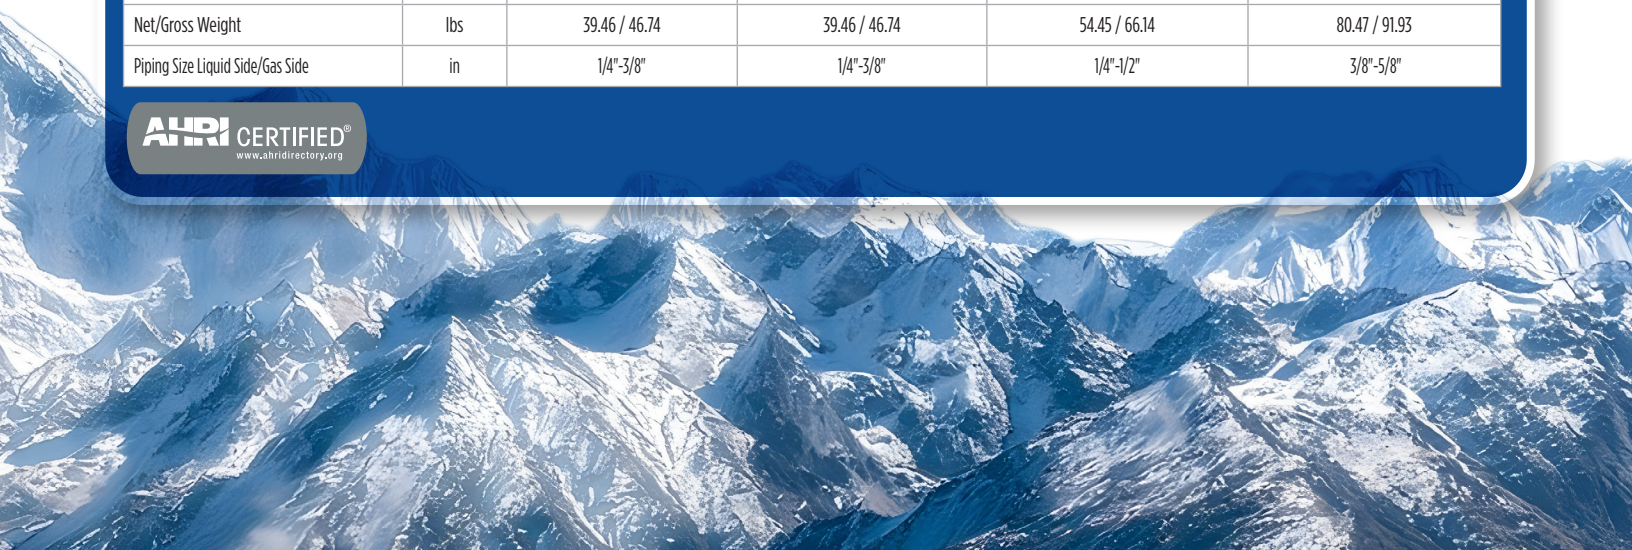 Net/Gross Weight lbs 39.46 / 46.74 39.46 / 46.74 54.45 / 66.14 80.47 / 91.93
Piping Size Liquid Side/Gas Side in 1/4"-3/8" 1/4"-3/8" 1/4"-1/2" 3/8"-5/8"
AHRI CERTIFIED®
www.ahridirectory.org